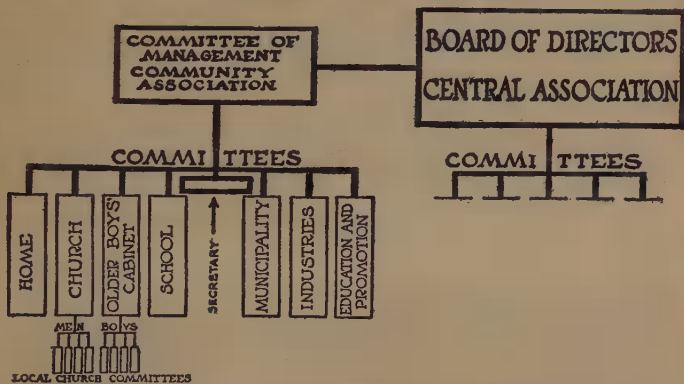 COMMITTEE OF
MANAGEMENT
COMMUNITY
ASSOCIATION
BOARD OF DIRECTORS
CENTRAL ASSOCIATION
COMMITTEES
COMMITTEES
HOME
CHURCH
OLDER BOYS'
CABINET
SCHOOL
SECRETARY
MUNICIPALITY
INDUSTRIES
EDUCATION AND
PROMOTION
MEN
BOYS
LOCAL CHURCH COMMITTEES